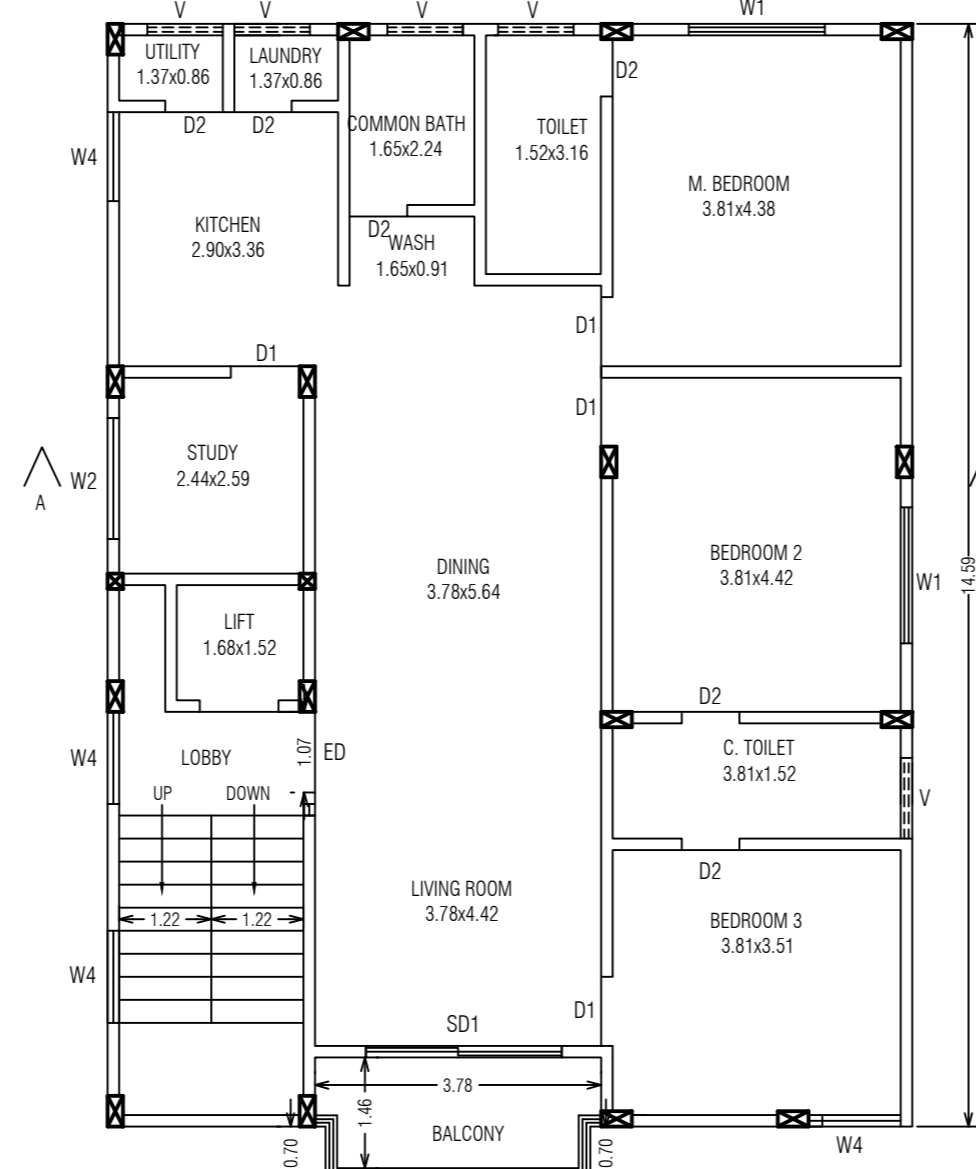 V
V
V
V
W1
UTILITY
1.37x0.86
LAUNDRY
1.37x0.86
D2
D2
D2
COMMON BATH
1.65x2.24
TOILET
1.52x3.16
W4
M. BEDROOM
3.81x4.38
KITCHEN
2.90x3.36
D2
WASH
1.65x0.91
D1
D1
D1
STUDY
2.44x2.59
W2
A
BEDROOM 2
3.81x4.42
DINING
3.78x5.64
W1
14.59
LIFT
1.68x1.52
D2
W4
LOBBY
1.07
ED
C. TOILET
3.81x1.52
V
UP
DOWN
D2
LIVING ROOM
3.78x4.42
1.22
1.22
BEDROOM 3
3.81x3.51
W4
D1
SD1
3.78
1.46
BALCONY
0.70
0.70
W4